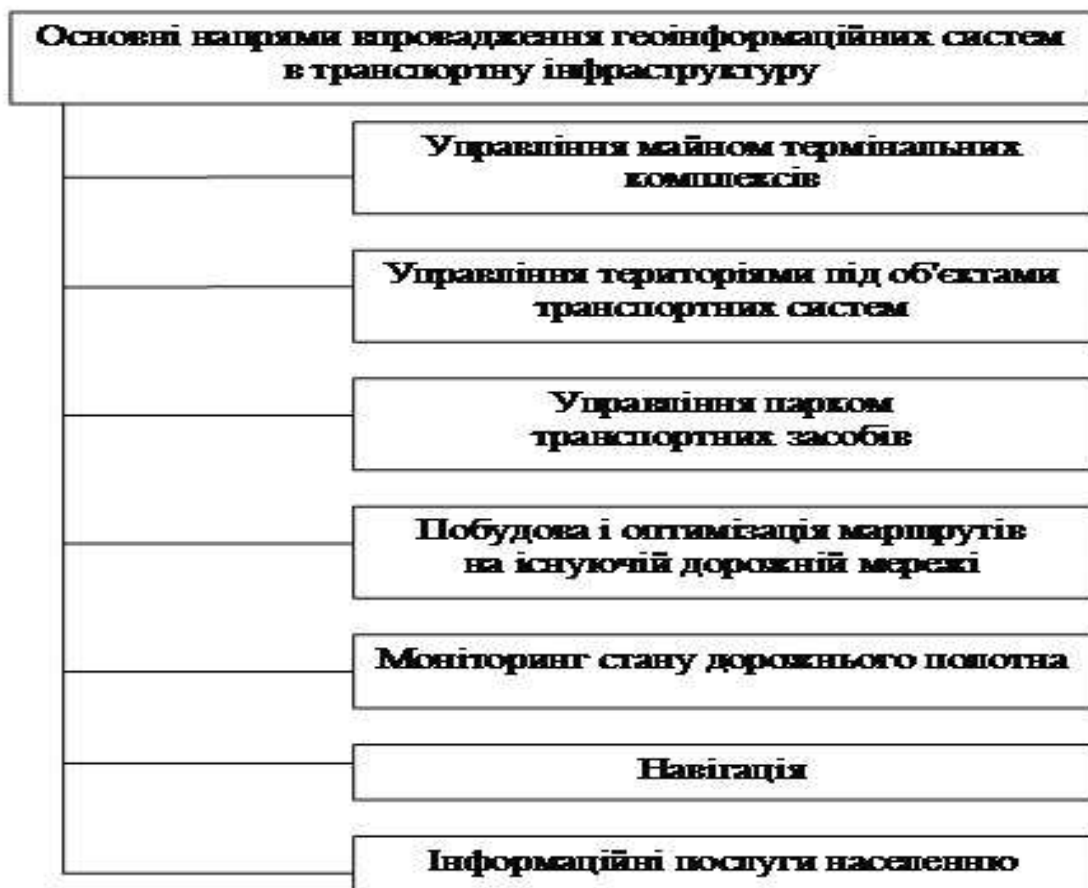 Основні напрями впровадження геоінформаційних систем
в транспортну інфраструктуру
Управління майном термінальних
комплексів
Управління територіями під об'єктами
транспортних систем
Управління парком
транспортних засобів
Побудова і оптимізація маршрутів
на існуючій дорожній мережі
Моніторинг стану дорожнього полотна
Навігація
Інформаційні послуги населенню